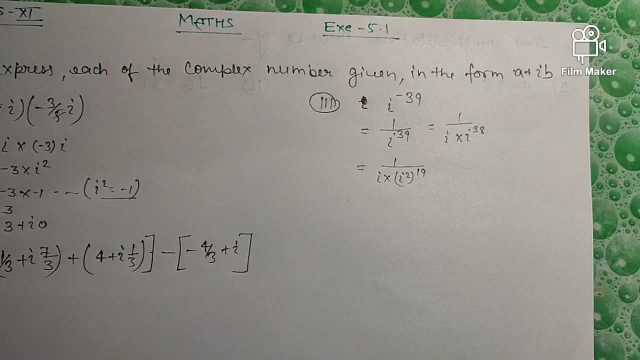 S-XI MATHS Exe-5.1
xpress, each of the complex number given, in the form a+ib
i) (-3/5 i)
i × (-3) i
-3 × i²
-3 × -1 --- (i² = -1)
3
3 + i0
1/3 + i 7/3) + (4 + i 1/3)] - [-4/3 + i]
III) i^-39
= 1/i^39 = 1/(i × i^38)
= 1/(i × (i²)^19)
Film Maker